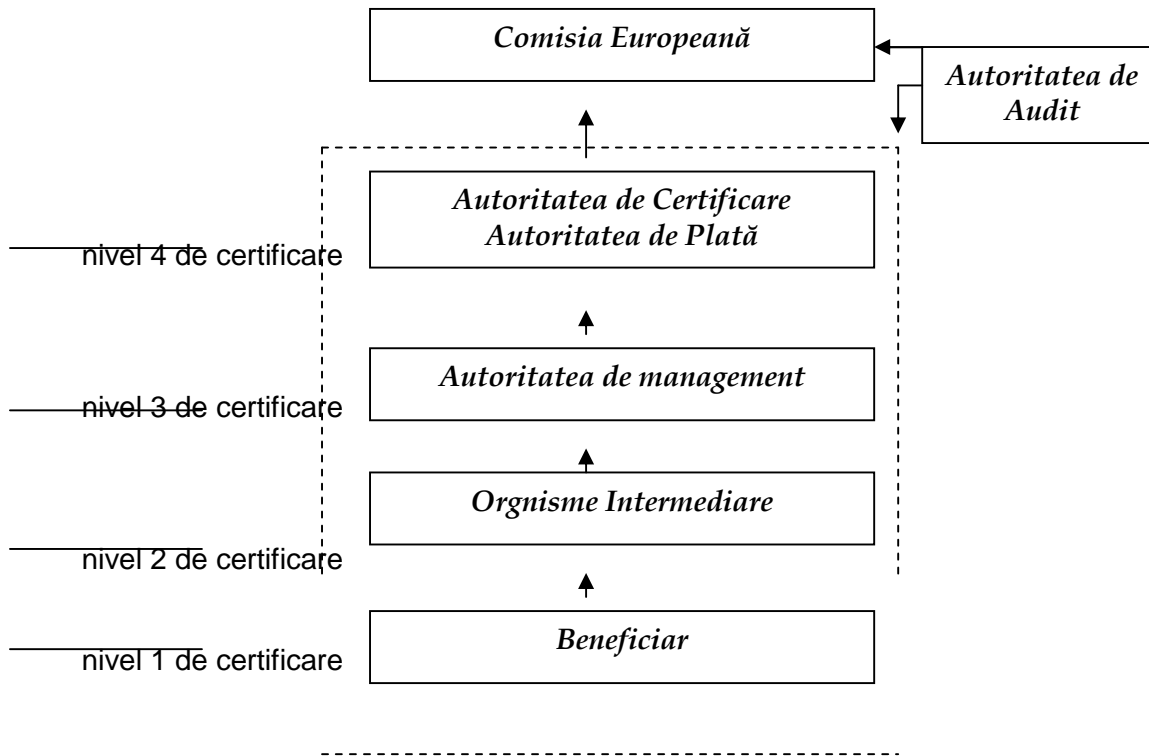 Comisia Europeană
Autoritatea de
Audit
Autoritatea de Certificare
Autoritatea de Plată
nivel 4 de certificare
Autoritatea de management
nivel 3 de certificare
Orgnisme Intermediare
nivel 2 de certificare
Beneficiar
nivel 1 de certificare